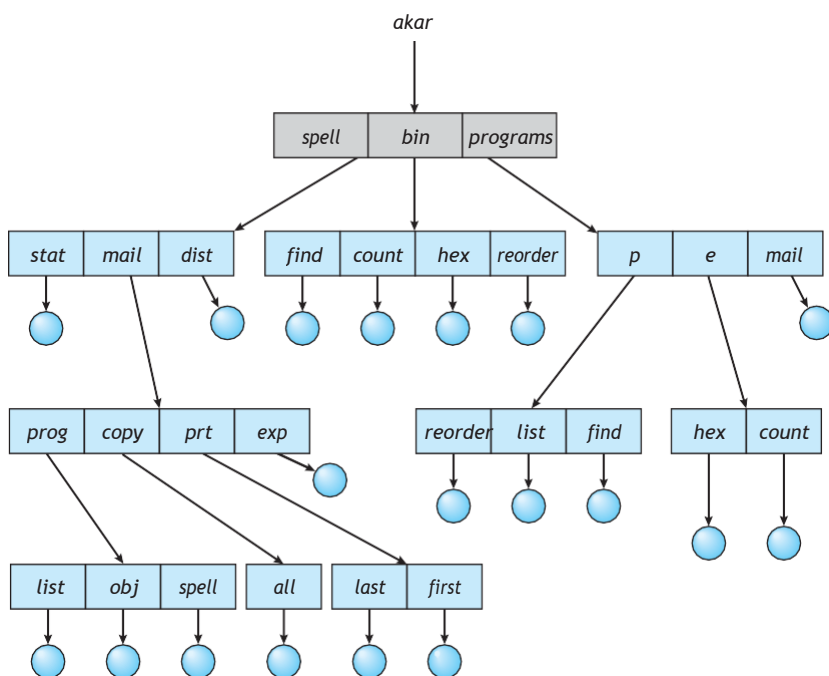 akar
spell bin programs
stat mail dist find count hex reorder p e mail
prog copy prt exp reorder list find hex count
list obj spell all last first